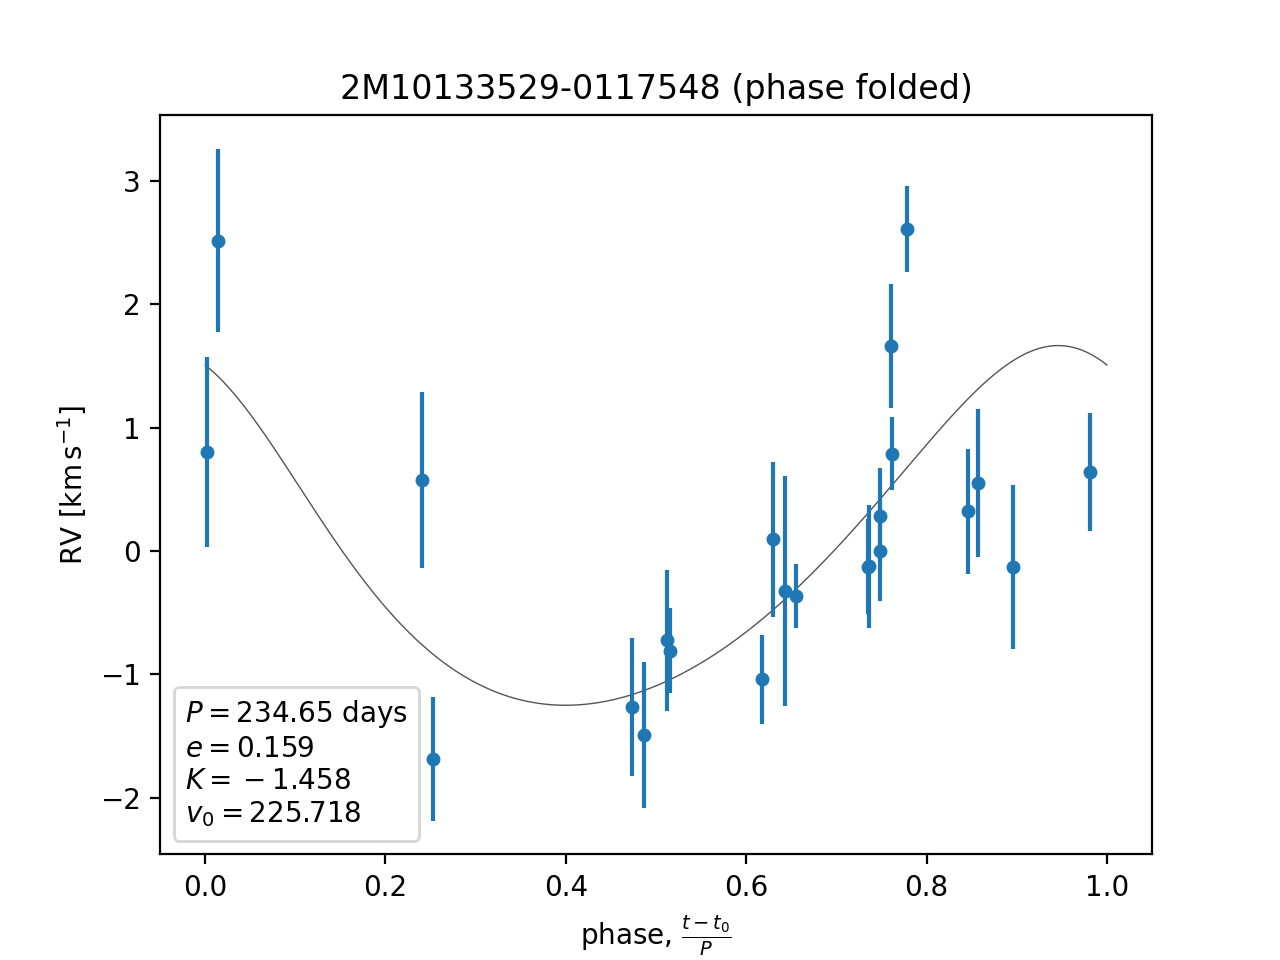 2M10133529-0117548 (phase folded)
RV [km s⁻¹]
3
2
1
0
−1
−2
P = 234.65 days
e = 0.159
K = −1.458
v₀ = 225.718
0.0 0.2 0.4 0.6 0.8 1.0
phase, (t − t₀)/P